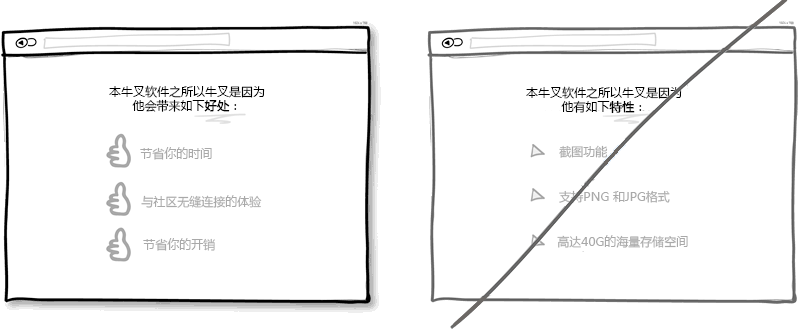 本牛叉软件之所以牛叉是因为
他会带来如下好处：
节省你的时间
与社区无缝连接的体验
节省你的开销
本牛叉软件之所以牛叉是因为
他有如下特性：
截图功能
支持PNG 和JPG格式
高达40G的海量存储空间